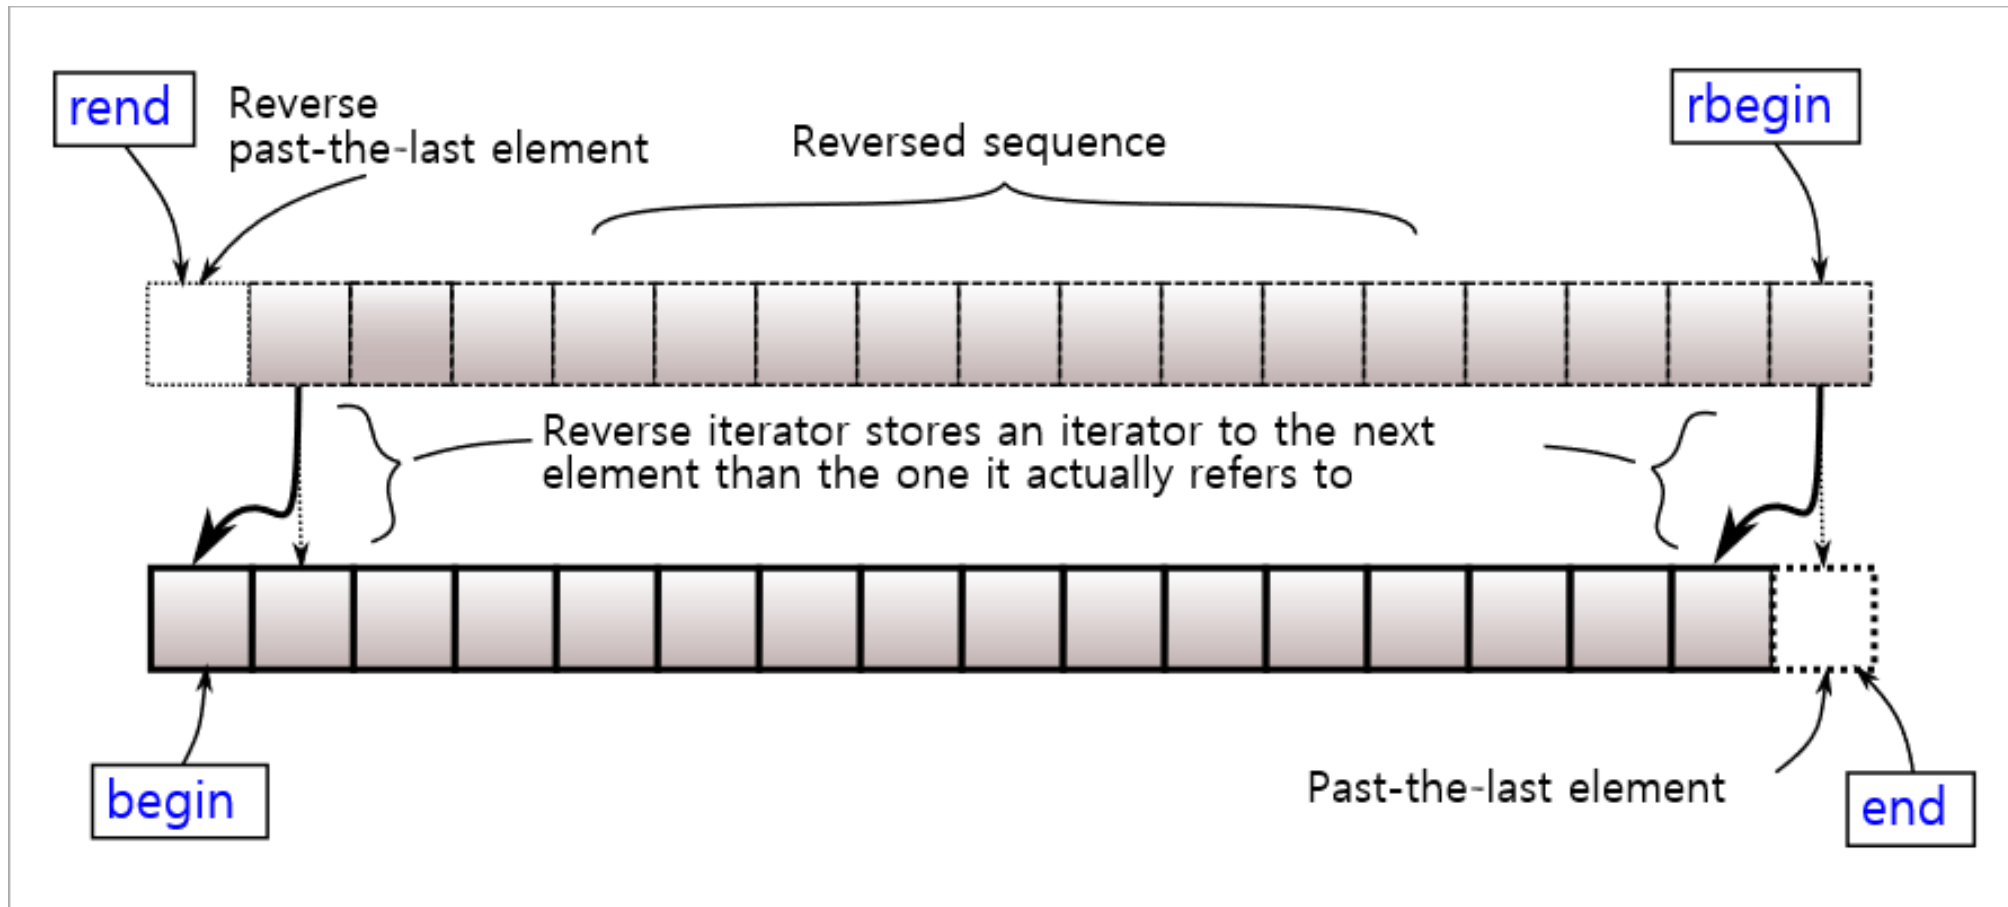 rend
Reverse
past-the-last element
Reversed sequence
rbegin
Reverse iterator stores an iterator to the next
element than the one it actually refers to
begin
Past-the-last element
end